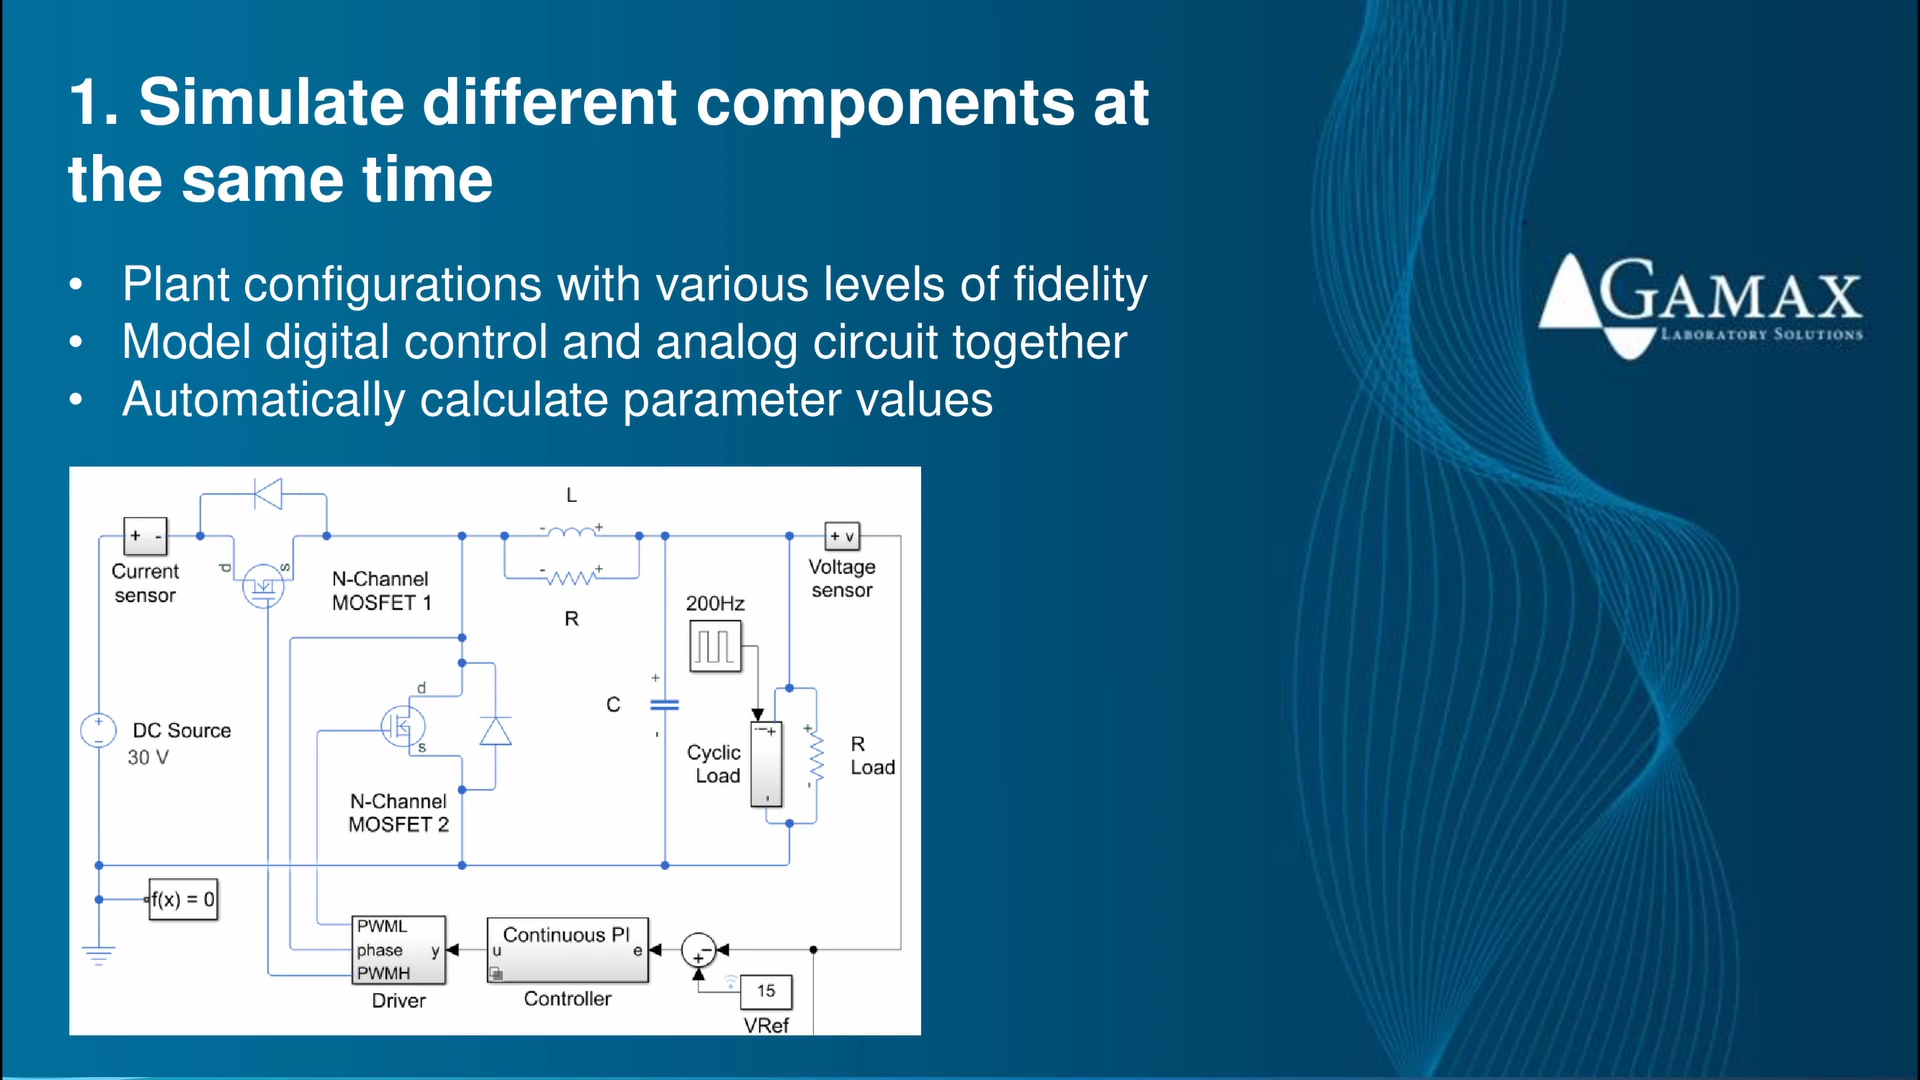 1. Simulate different components at
the same time
• Plant configurations with various levels of fidelity
• Model digital control and analog circuit together
• Automatically calculate parameter values
GAMAX
LABORATORY SOLUTIONS
L
+ -
Current
sensor
d
s
N-Channel
MOSFET 1
- +
- +
R
+ v
Voltage
sensor
200Hz
d
s
+
C
-
DC Source
30 V
+
-
Cyclic
Load
+
-
+
-
R
Load
N-Channel
MOSFET 2
f(x) = 0
PWML
phase y
PWMH
Driver
Continuous PI
u e
Controller
-
+
15
VRef